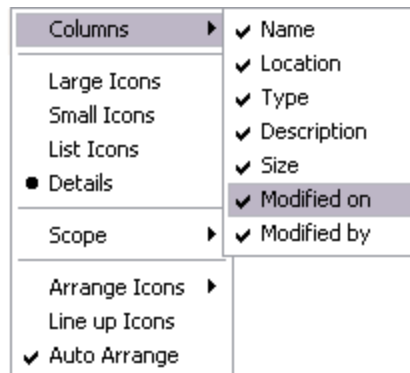 Columns
Large Icons
Small Icons
List Icons
Details
Scope
Arrange Icons
Line up Icons
Auto Arrange
Name
Location
Type
Description
Size
Modified on
Modified by